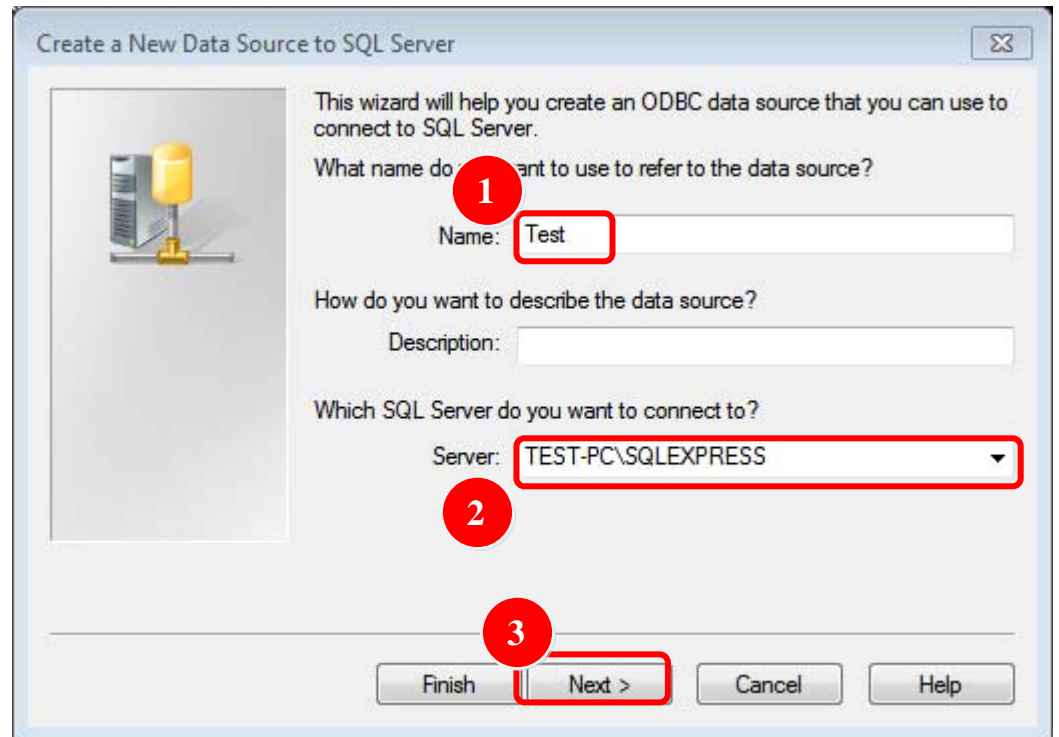 Create a New Data Source to SQL Server
This wizard will help you create an ODBC data source that you can use to
connect to SQL Server.
What name do ant to use to refer to the data source?
1
Name: Test
How do you want to describe the data source?
Description:
Which SQL Server do you want to connect to?
Server: TEST-PC\SQLEXPRESS
2
3
Finish Next > Cancel Help